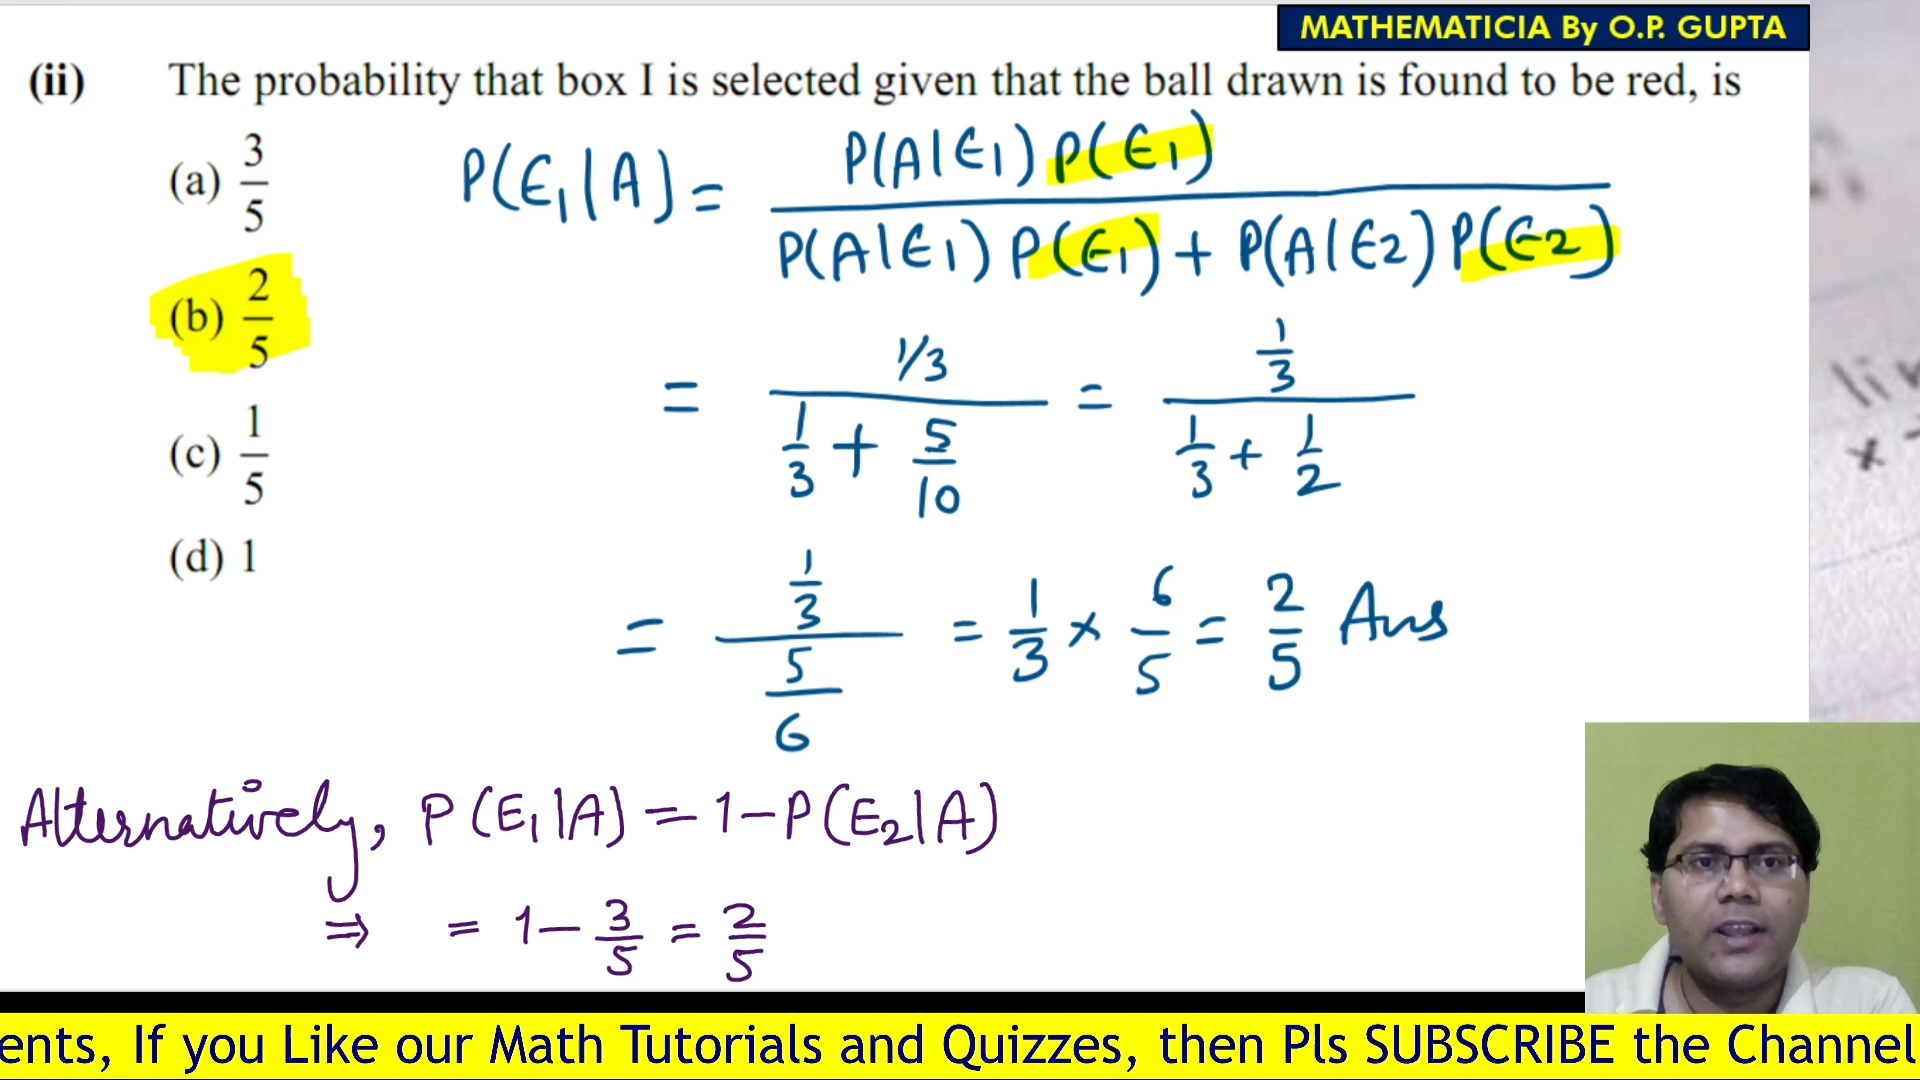 MATHEMATICIA By O.P. GUPTA
(ii) The probability that box I is selected given that the ball drawn is found to be red, is
(a) 3/5
(b) 2/5
(c) 1/5
(d) 1
P(E₁|A) = P(A|E1) P(E1) / P(A|E1) P(E1) + P(A|E2) P(E2)
= 1/3 / (1/3 + 5/10) = 1/3 / (1/3 + 1/2)
= 1/3 / 5/6 = 1/3 × 6/5 = 2/5 Ans
Alternatively, P(E₁|A) = 1 - P(E₂|A)
⇒ = 1 - 3/5 = 2/5
lim
x
ents, If you Like our Math Tutorials and Quizzes, then Pls SUBSCRIBE the Channel